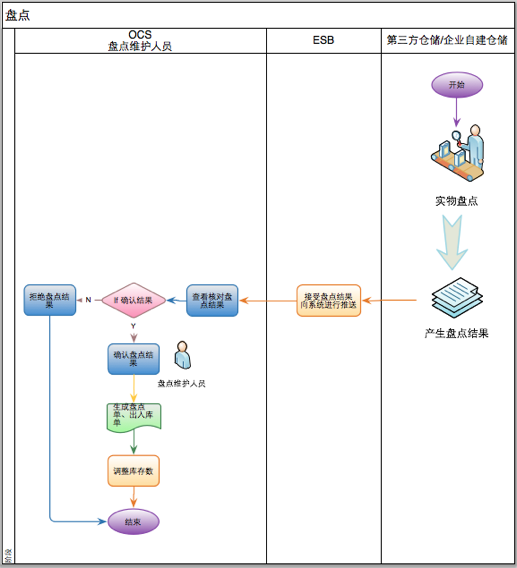 盘点
OCS
盘点维护人员
ESB
第三方仓储/企业自建仓储
开始
实物盘点
产生盘点结果
接受盘点结果
向系统进行推送
查看核对盘
点结果
If 确认结果
N
拒绝盘点结
果
Y
确认盘点结
果
盘点维护人员
生成盘点
单、出入库
单
调整库存数
结束